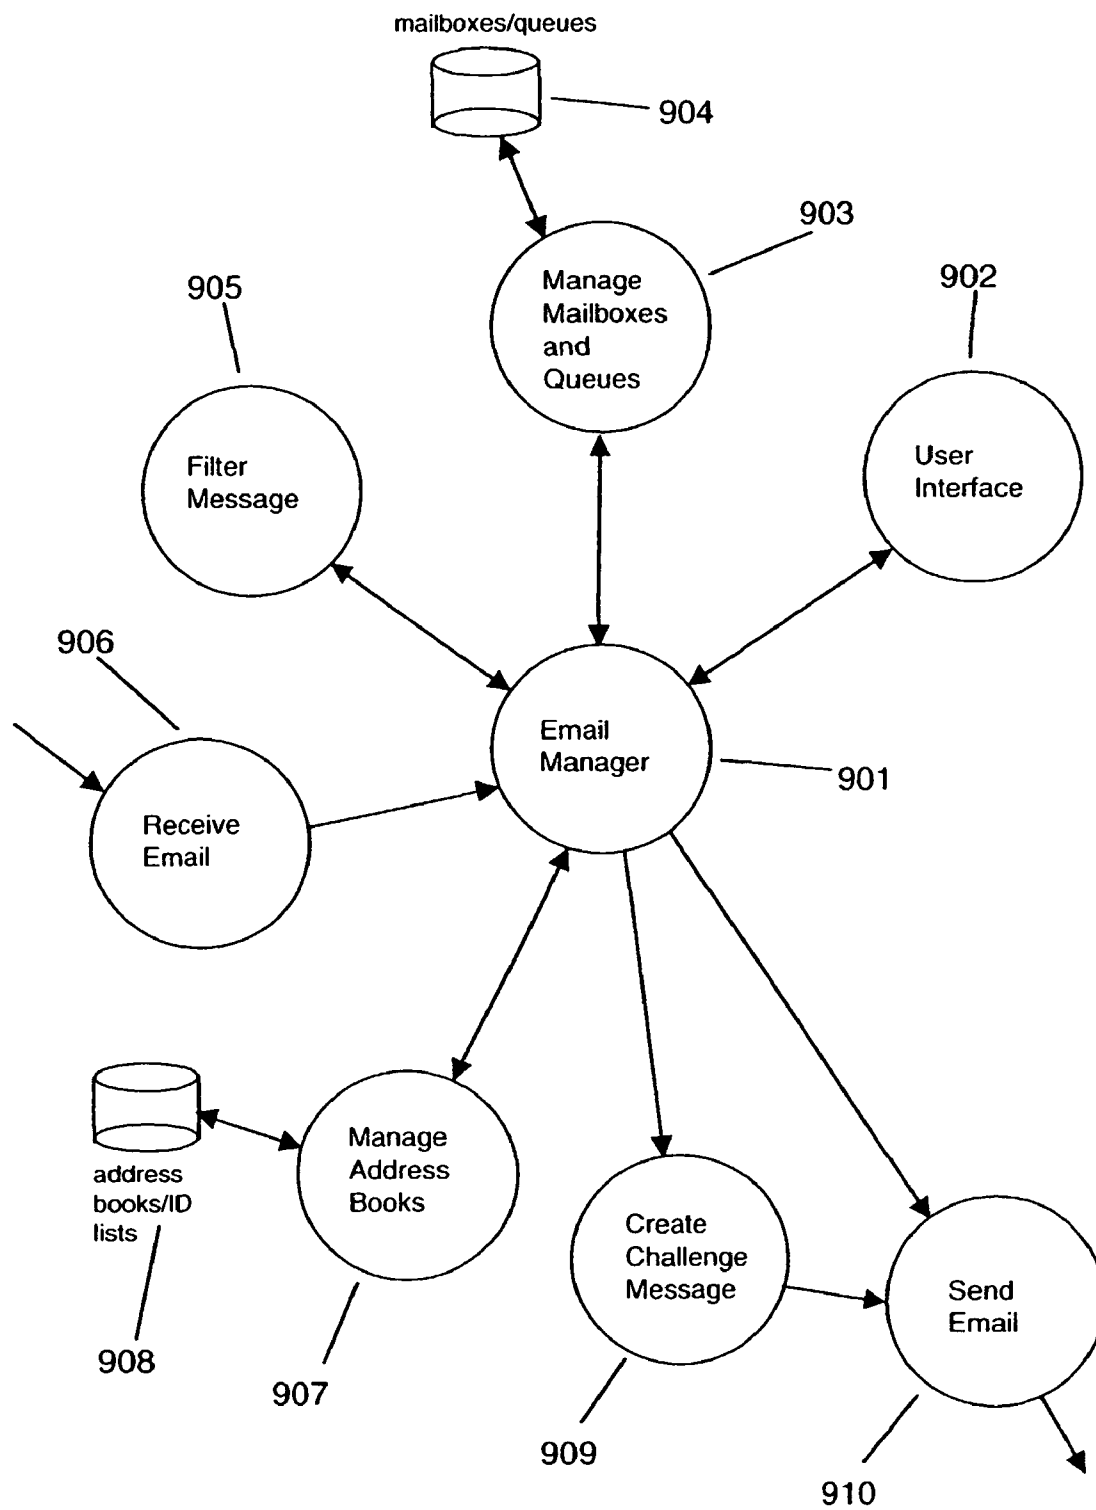 mailboxes/queues
904
903
Manage
Mailboxes
and
Queues
902
905
User
Interface
Filter
Message
906
Email
Manager
901
Receive
Email
Manage
Address
Books
address
books/ID
lists
Create
Challenge
Message
Send
Email
908
907
909
910